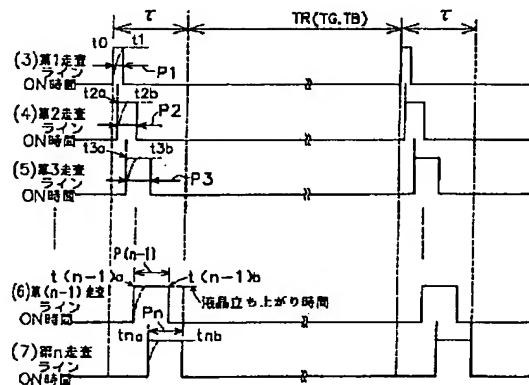 τ
TR(TG,TB)
τ
t0
t1
(3)第1走査
ライン
ON時間
P1
t2a
t2b
(4)第2走査
ライン
ON時間
P2
t3a
t3b
(5)第3走査
ライン
ON時間
P3
P(n-1)
t(n-1)a
t(n-1)b
(6)第(n-1)走査
ライン
ON時間
液晶立ち上がり時間
Pn
tna
tnb
(7)第n走査
ライン
ON時間